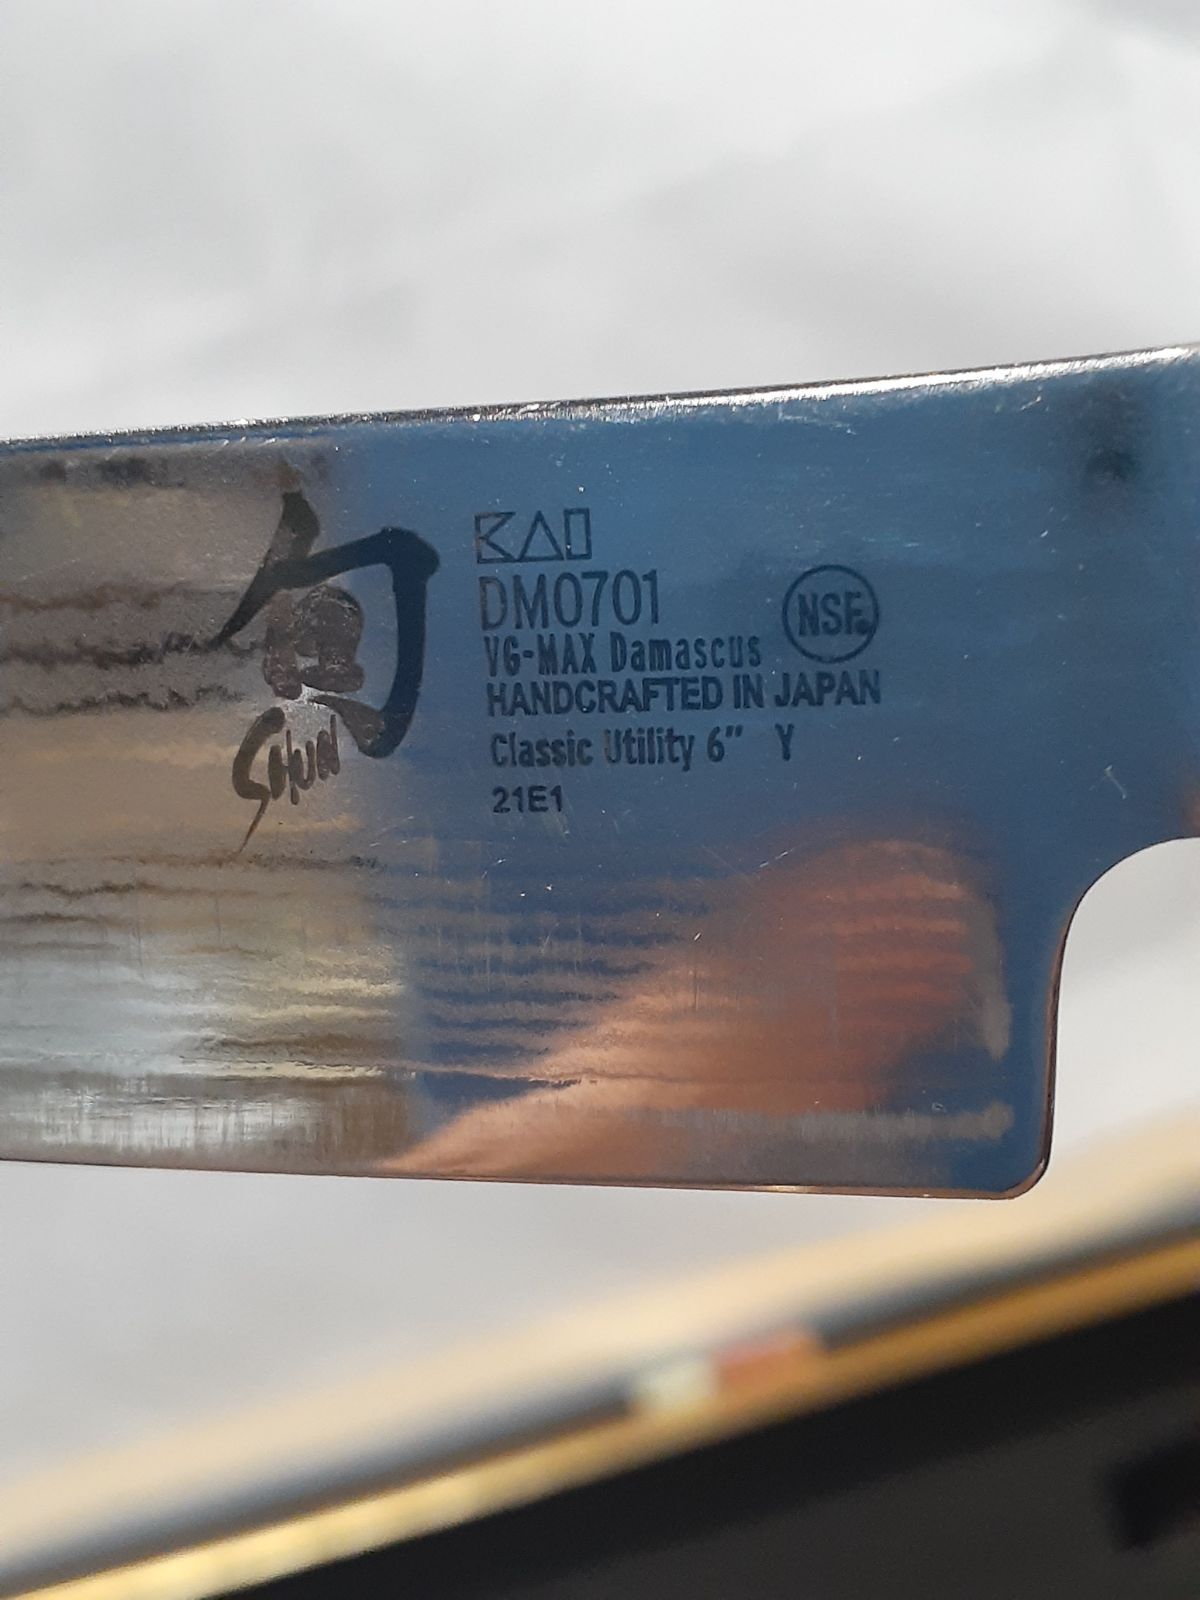 旬
SHUN
KAI
DM0701
VG-MAX Damascus
NSF.
HANDCRAFTED IN JAPAN
Classic Utility 6" Y
21E1